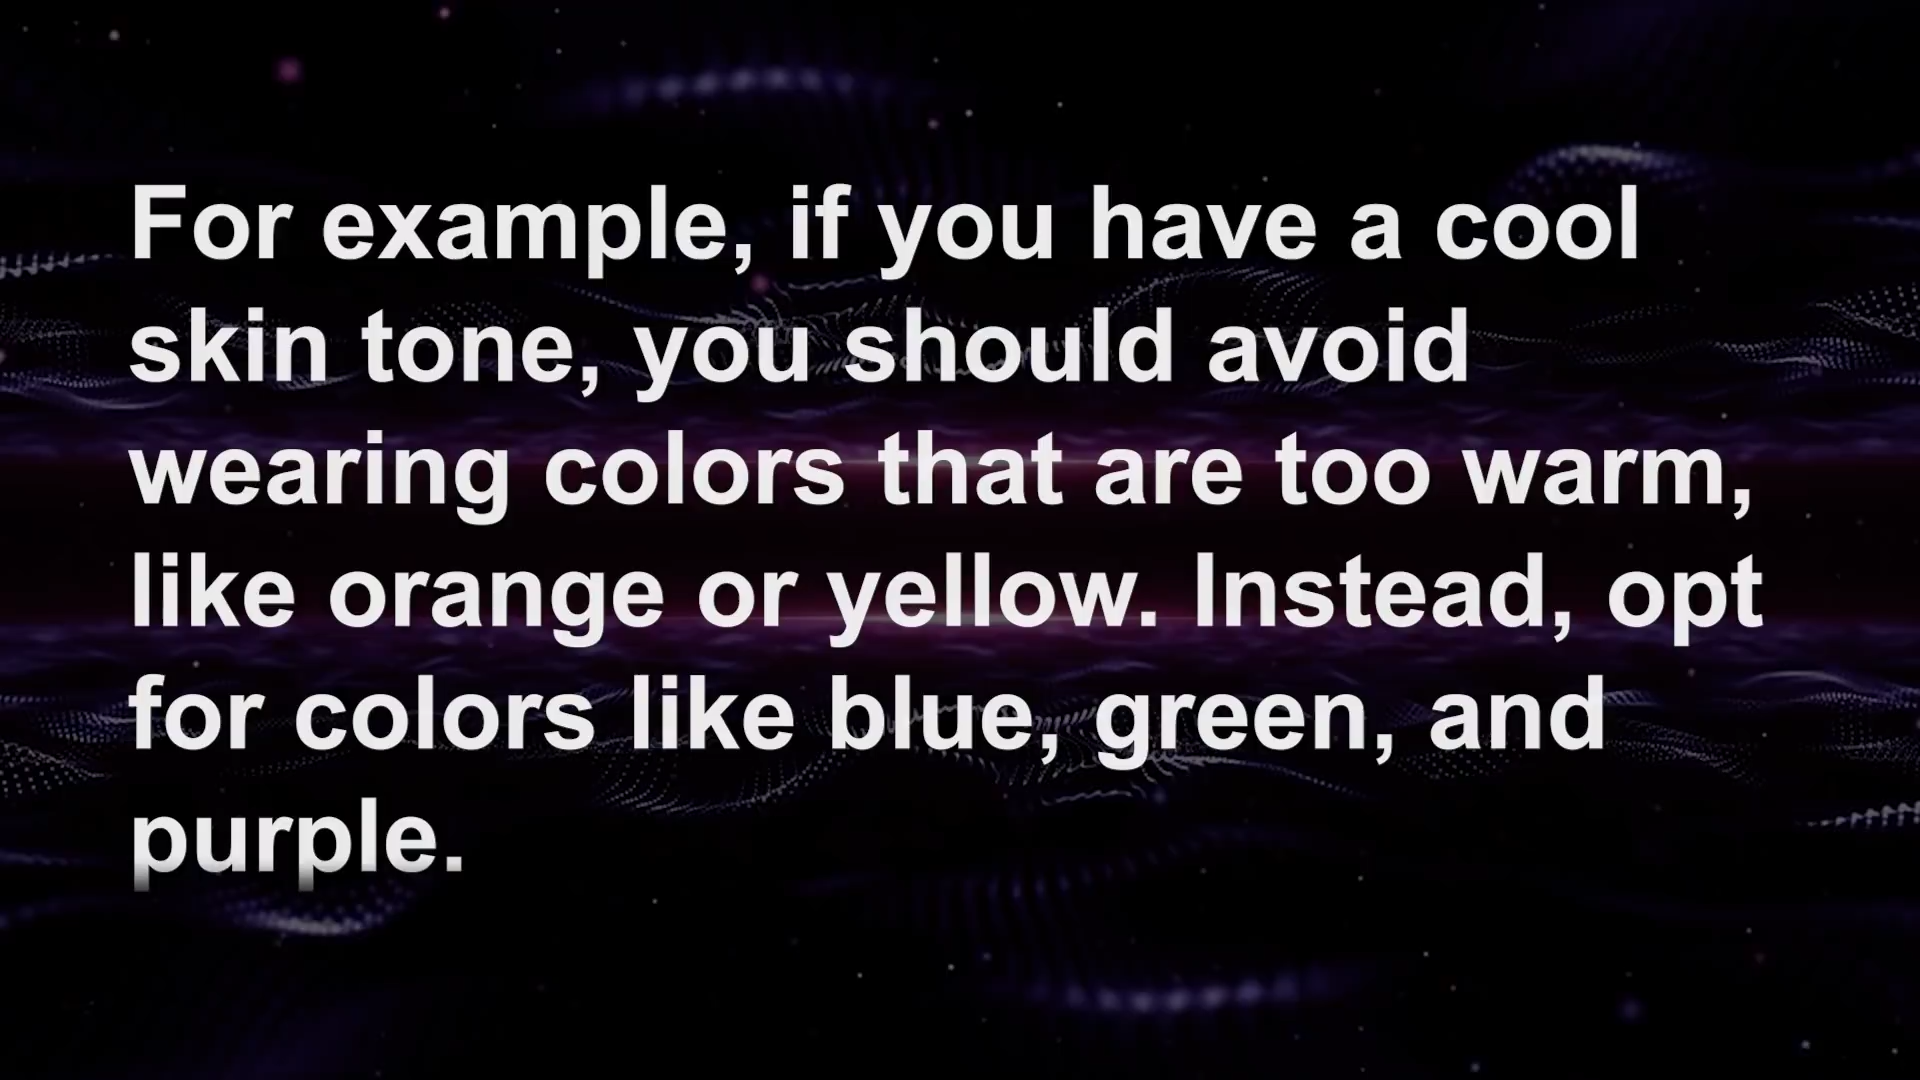 For example, if you have a cool
skin tone, you should avoid
wearing colors that are too warm,
like orange or yellow. Instead, opt
for colors like blue, green, and
purple.